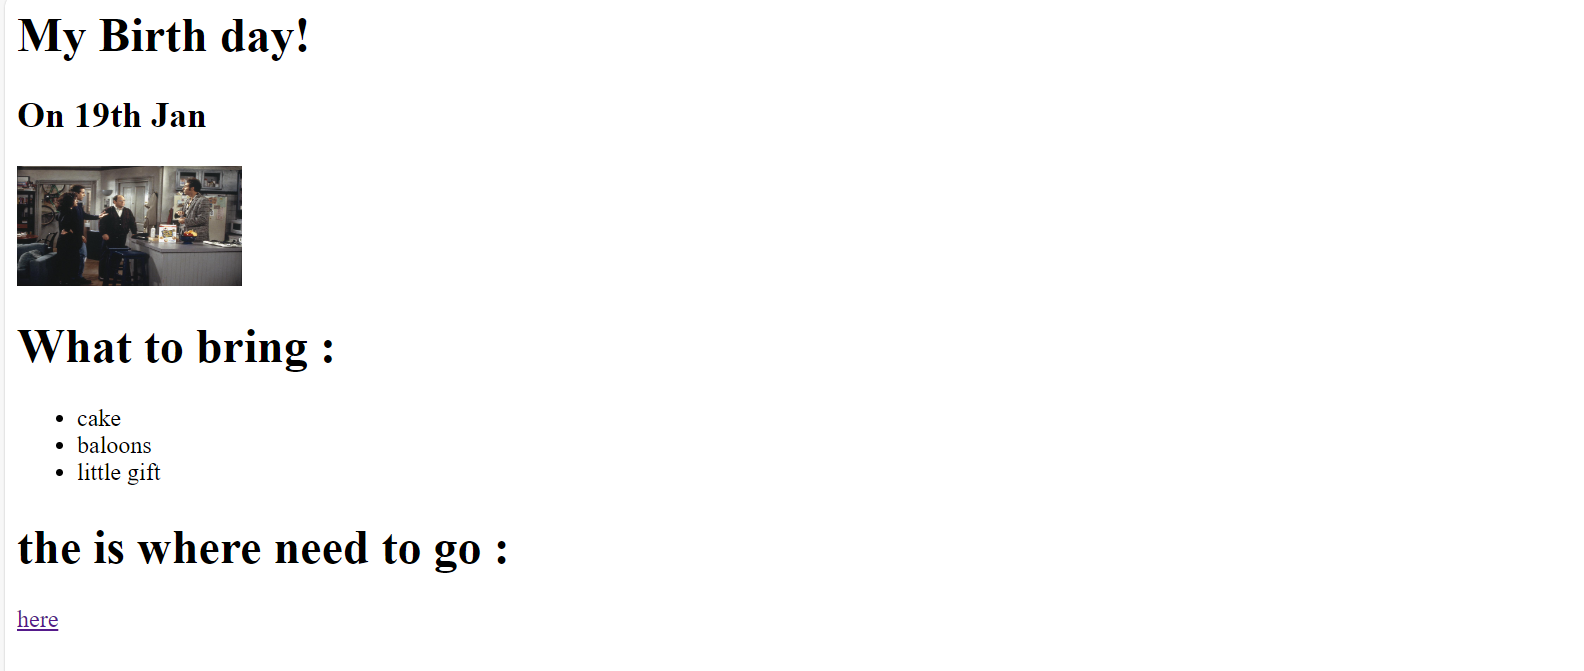 My Birth day!
On 19th Jan
What to bring :
cake
baloons
little gift
the is where need to go :
here